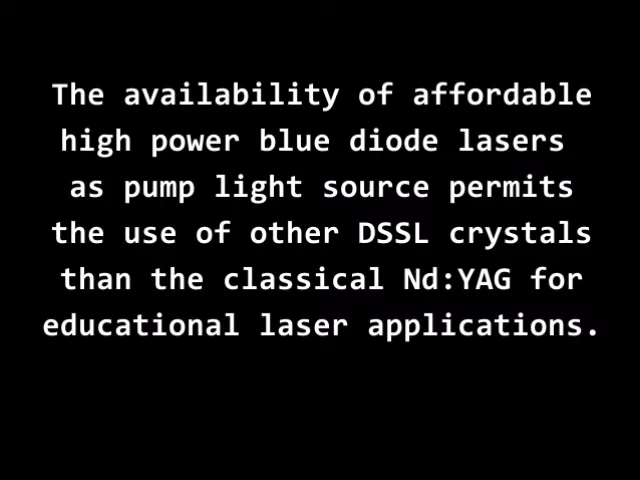 The availability of affordable
high power blue diode lasers
as pump light source permits
the use of other DSSL crystals
than the classical Nd:YAG for
educational laser applications.